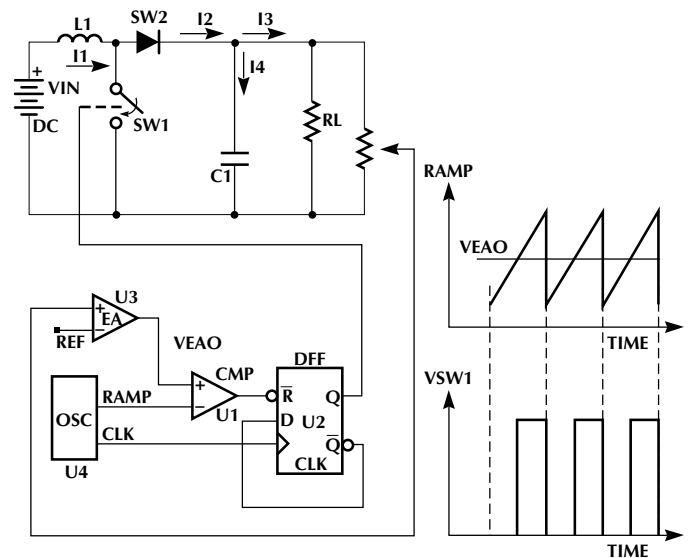 L1
SW2
I2
I3
I1
I4
+
VIN
DC
SW1
RL
C1
RAMP
VEAO
TIME
U3
+
EA
−
REF
VEAO
DFF
CMP
RAMP
+
−
U1
R̅
Q
D
U2
OSC
CLK
Q̅
CLK
U4
VSW1
TIME